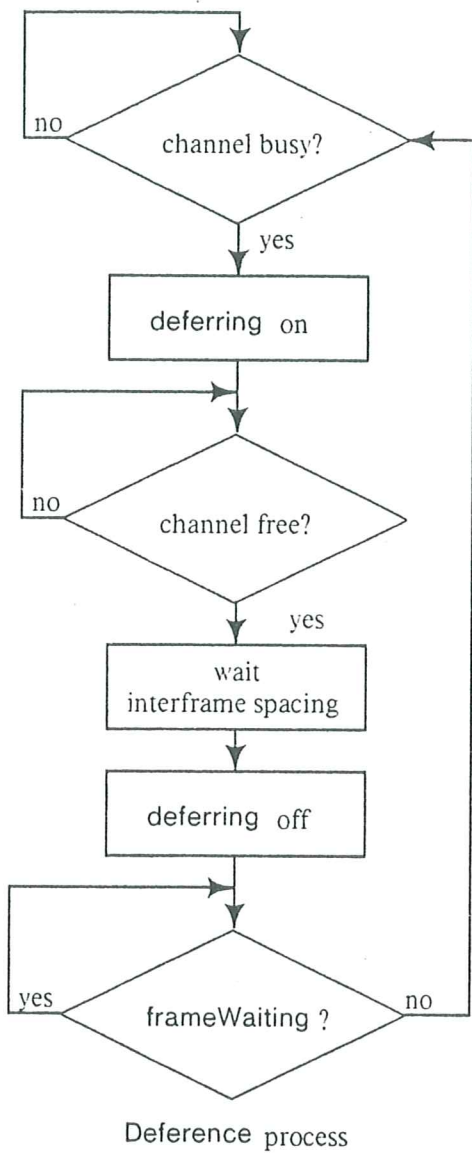 no
channel busy?
yes
deferring on
no
channel free?
yes
wait
interframe spacing
deferring off
yes
frameWaiting ?
no
Deference process